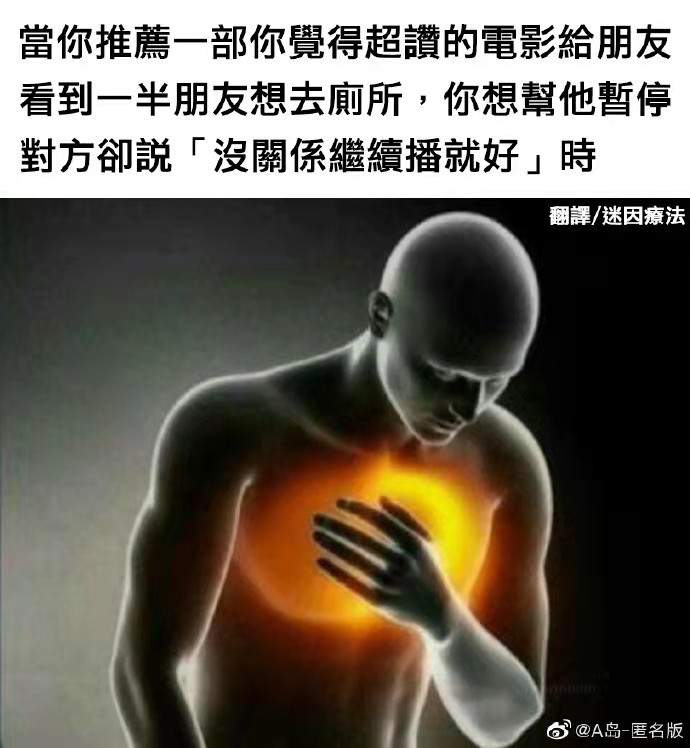 當你推薦一部你覺得超讚的電影給朋友
看到一半朋友想去廁所，你想幫他暫停
對方卻說「沒關係繼續播就好」時
翻譯/迷因療法
@A岛-匿名版